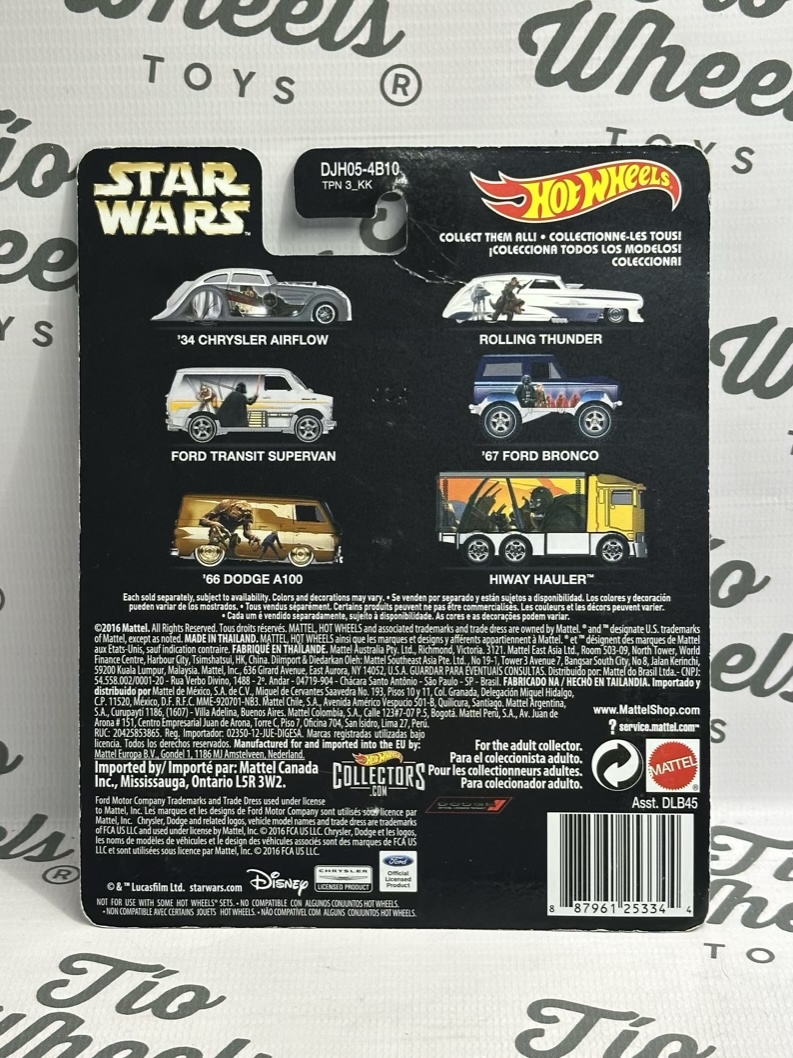 Wheels
TOYS ®
Wheels
TOYS
STAR
WARS™
DJH05-4B10
TPN 3_KK
HOT WHEELS
COLLECT THEM ALL! • COLLECTIONNE-LES TOUS!
¡COLECCIONA TODOS LOS MODELOS!
COLECCIONA!
'34 CHRYSLER AIRFLOW
ROLLING THUNDER
FORD TRANSIT SUPERVAN
'67 FORD BRONCO
'66 DODGE A100
HIWAY HAULER™
Each sold separately, subject to availability. Colors and decorations may vary. • Se venden por separado y están sujetos a disponibilidad. Los colores y decoración
pueden variar de los mostrados. • Tous vendus séparément. Certains produits peuvent ne pas être commercialisés. Les couleurs et les décors peuvent varier.
• Cada um é vendido separadamente, sujeito à disponibilidade. As cores e as decorações podem variar.
©2016 Mattel. All Rights Reserved. Tous droits réservés. MATTEL, HOT WHEELS and associated trademarks and trade dress are owned by Mattel. ® and ™ designate U.S. trademarks
of Mattel, except as noted. MADE IN THAILAND. MATTEL, HOT WHEELS ainsi que les marques et designs y afférents appartiennent à Mattel. ® et ™ désignent des marques de Mattel
aux Etats-Unis, sauf indication contraire. FABRIQUÉ EN THAÏLANDE. Mattel Australia Pty. Ltd., Richmond, Victoria. 3121. Mattel East Asia Ltd., Room 503-09, North Tower, World
Finance Centre, Harbour City, Tsimshatsui, HK, China. Diimport & Diedarkan Oleh: Mattel Southeast Asia Pte. Ltd., No 19-1, Tower 3 Avenue 7, Bangsar South City, No 8, Jalan Kerinchi,
59200 Kuala Lumpur, Malaysia. Mattel, Inc., 636 Girard Avenue, East Aurora, NY 14052, U.S.A. GUARDAR PARA EVENTUAIS CONSULTAS. Distribuído por: Mattel do Brasil Ltda.- CNPJ:
54.558.002/0001-20 - Rua Verbo Divino, 1488 - 2º. Andar - 04719-904 - Chácara Santo Antônio - São Paulo - SP - Brasil. FABRICADO NA / HECHO EN TAILANDIA. Importado y
distribuido por Mattel de México, S.A. de C.V., Miguel de Cervantes Saavedra No. 193, Pisos 10 y 11, Col. Granada, Delegación Miguel Hidalgo,
C.P. 11520, México, D.F. R.F.C. MME-920701-NB3. Mattel Chile, S.A., Avenida Américo Vespucio 501-B, Quilicura, Santiago. Mattel Argentina,
S.A., Curupaytí 1186, (1607) - Villa Adelina, Buenos Aires. Mattel Colombia, S.A., Calle 123#7-07 P.5, Bogotá. Mattel Perú, S.A., Av. Juan de
Arona # 151, Centro Empresarial Juan de Arona, Torre C, Piso 7, Oficina 704, San Isidro, Lima 27, Perú.
RUC: 20425853865. Reg. Importador: 02350-12-JUE-DIGESA. Marcas registradas utilizadas bajo
licencia. Todos los derechos reservados. Manufactured for and imported into the EU by:
Mattel Europa B.V., Gondel 1, 1186 MJ Amstelveen, Nederland.
www.MattelShop.com
? service.mattel.com™
Imported by/ Importé par: Mattel Canada
Inc., Mississauga, Ontario L5R 3W2.
HOT WHEELS
COLLECTORS
.COM
For the adult collector.
Para el coleccionista adulto.
Pour les collectionneurs adultes.
Para colecionador adulto.
MATTEL ®
Asst. DLB45
Ford Motor Company Trademarks and Trade Dress used under license
to Mattel, Inc. Les marques et les designs de Ford Motor Company sont utilisés sous licence par
Mattel, Inc. Chrysler, Dodge and related logos, vehicle model names and trade dress are trademarks
of FCA US LLC and used under license by Mattel, Inc. © 2016 FCA US LLC. Chrysler, Dodge et les logos,
les noms de modèles de véhicules et le design des véhicules associés sont des marques de FCA US
LLC et sont utilisées sous licence par Mattel, Inc. © 2016 FCA US LLC.
DODGE
© & ™ Lucasfilm Ltd. starwars.com
Disney
CHRYSLER
LICENSED PRODUCT
Ford
Official
Licensed
Product
NOT FOR USE WITH SOME HOT WHEELS® SETS. • NO COMPATIBLE CON ALGUNOS CONJUNTOS HOT WHEELS.
• NON COMPATIBLE AVEC CERTAINS JOUETS HOT WHEELS. • NÃO COMPATÍVEL COM ALGUNS CONJUNTOS HOT WHEELS.
8 87961 25334 4
Tío
Wheels
Tío